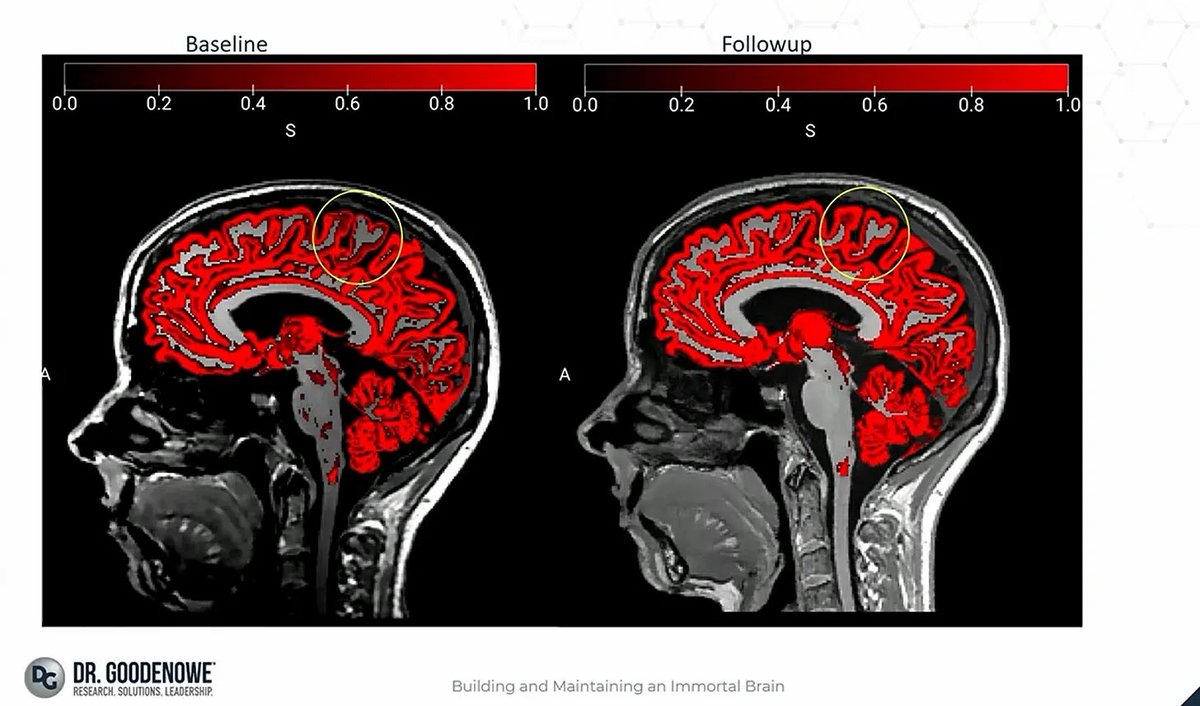 Baseline
Followup
0.0 0.2 0.4 0.6 0.8 1.0
0.0 0.2 0.4 0.6 0.8 1.0
S
S
A
A
DG
DR. GOODENOWE
RESEARCH. SOLUTIONS. LEADERSHIP.
Building and Maintaining an Immortal Brain